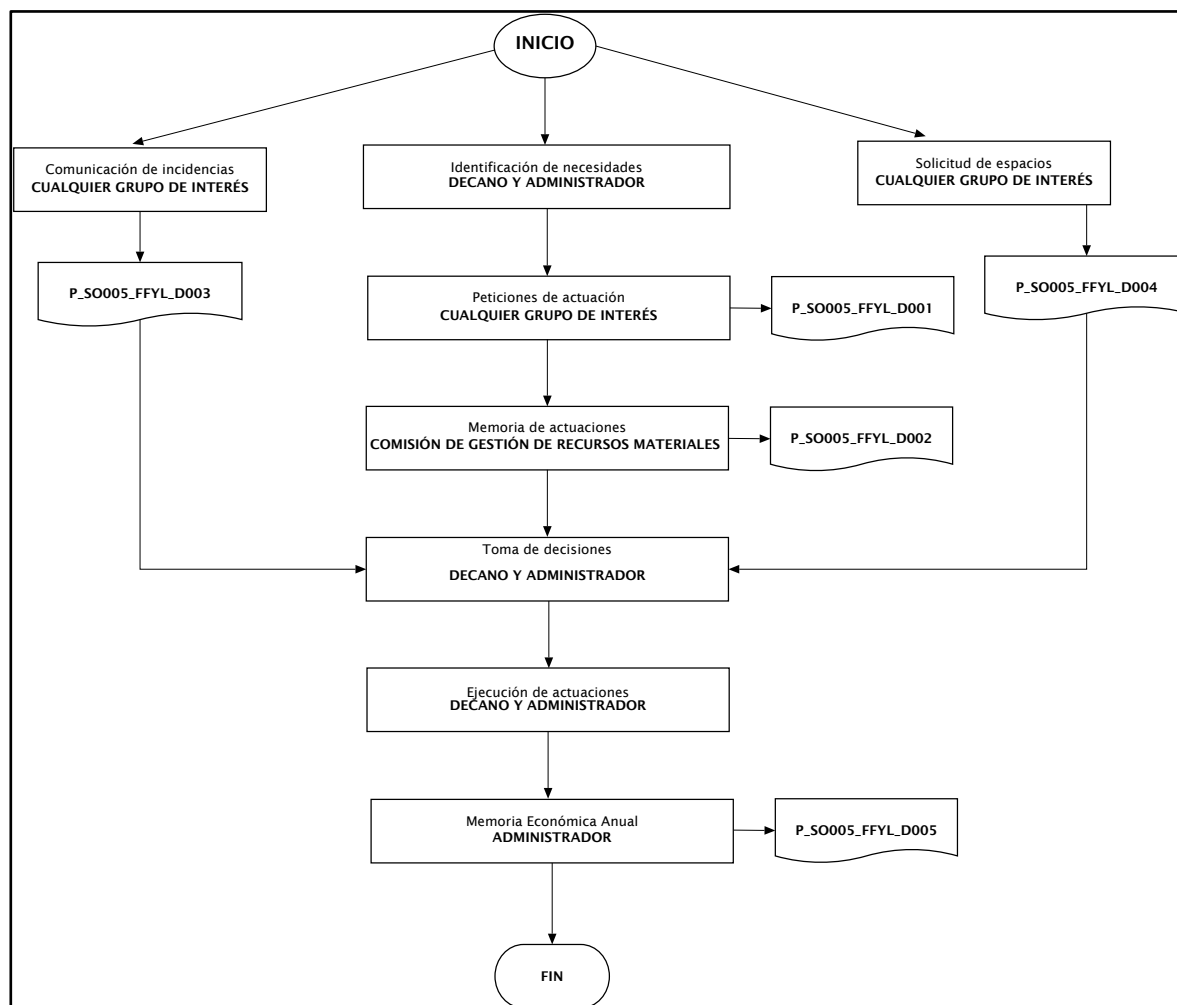 INICIO
Comunicación de incidencias
CUALQUIER GRUPO DE INTERÉS
Identificación de necesidades
DECANO Y ADMINISTRADOR
Solicitud de espacios
CUALQUIER GRUPO DE INTERÉS
P_SO005_FFYL_D003
Peticiones de actuación
CUALQUIER GRUPO DE INTERÉS
P_SO005_FFYL_D001
P_SO005_FFYL_D004
Memoria de actuaciones
COMISIÓN DE GESTIÓN DE RECURSOS MATERIALES
P_SO005_FFYL_D002
Toma de decisiones
DECANO Y ADMINISTRADOR
Ejecución de actuaciones
DECANO Y ADMINISTRADOR
Memoria Económica Anual
ADMINISTRADOR
P_SO005_FFYL_D005
FIN